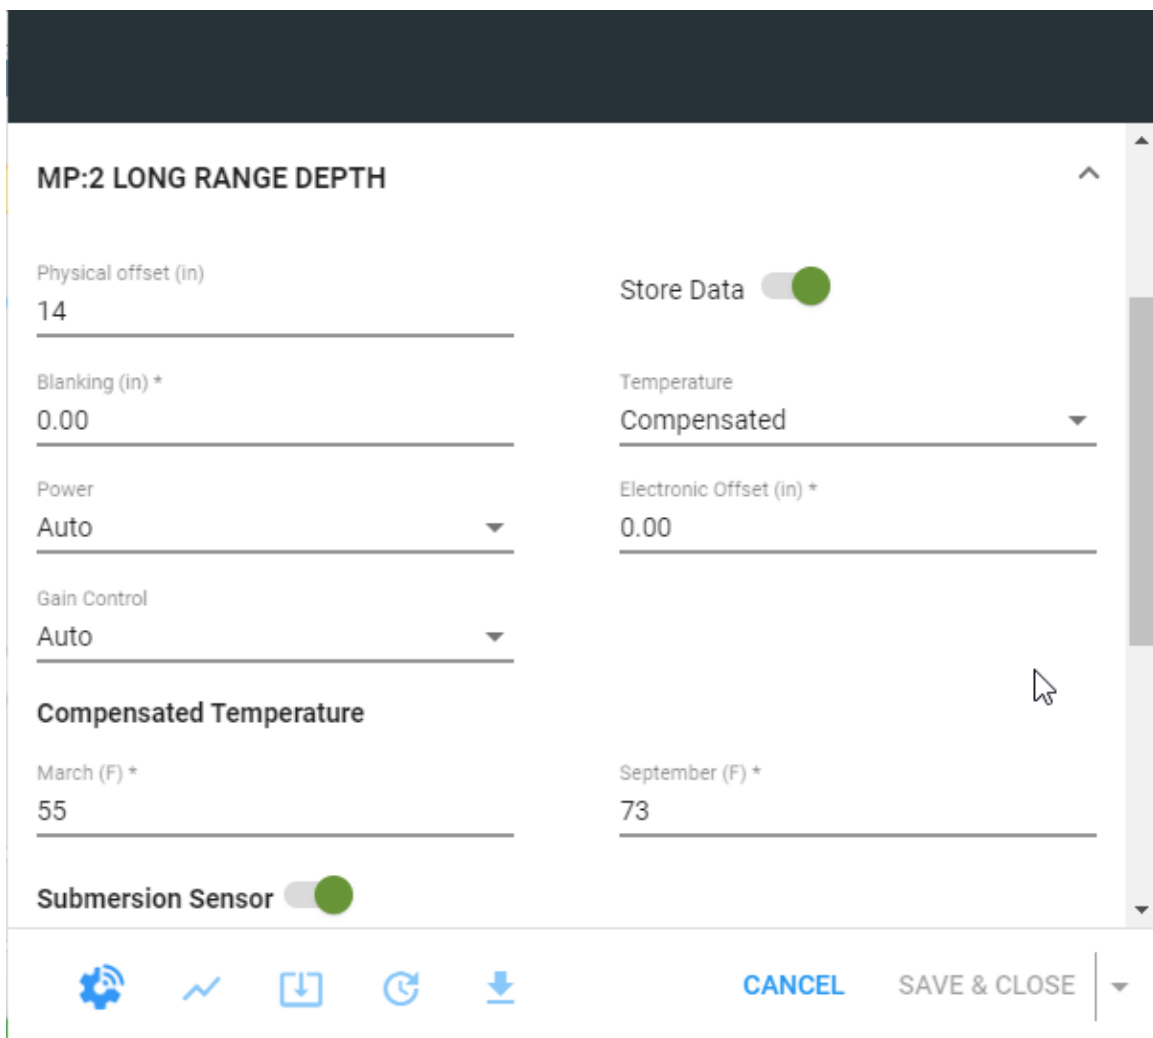 MP:2 LONG RANGE DEPTH
Physical offset (in)
14
Store Data
Blanking (in) *
0.00
Temperature
Compensated
Power
Auto
Electronic Offset (in) *
0.00
Gain Control
Auto
Compensated Temperature
March (F) *
55
September (F) *
73
Submersion Sensor
CANCEL SAVE & CLOSE